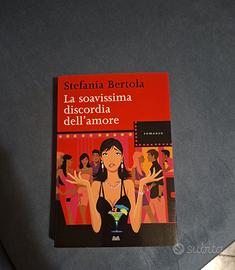 Stefania Bertola
La soavissima
discordia
dell'amore
romanzo
subito